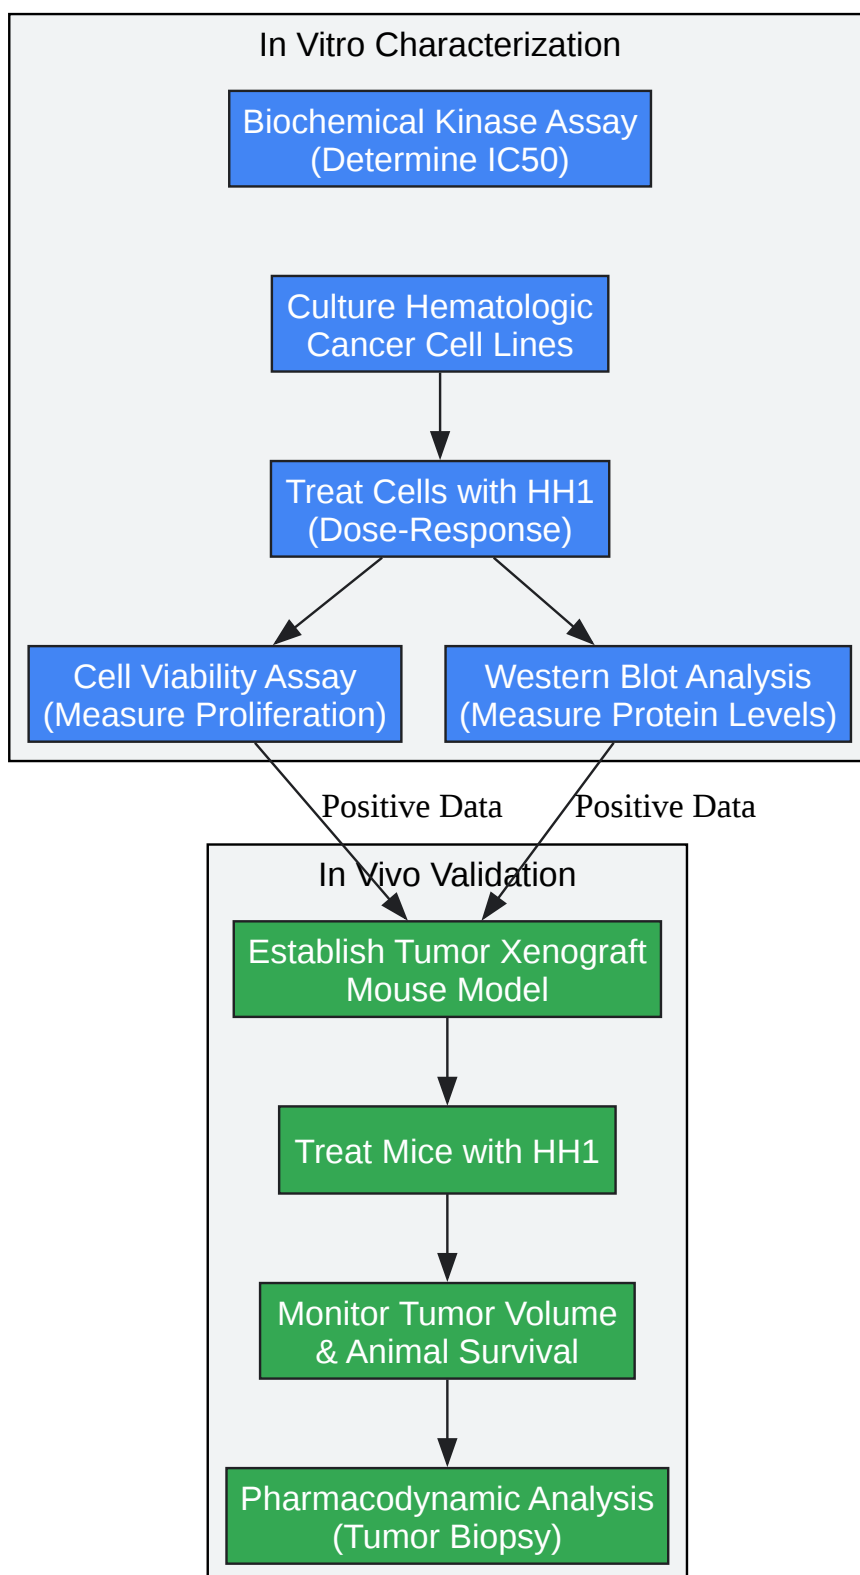 In Vitro Characterization
Biochemical Kinase Assay
(Determine IC50)
Culture Hematologic
Cancer Cell Lines
Treat Cells with HH1
(Dose-Response)
Cell Viability Assay
(Measure Proliferation)
Western Blot Analysis
(Measure Protein Levels)
Positive Data
Positive Data
In Vivo Validation
Establish Tumor Xenograft
Mouse Model
Treat Mice with HH1
Monitor Tumor Volume
& Animal Survival
Pharmacodynamic Analysis
(Tumor Biopsy)